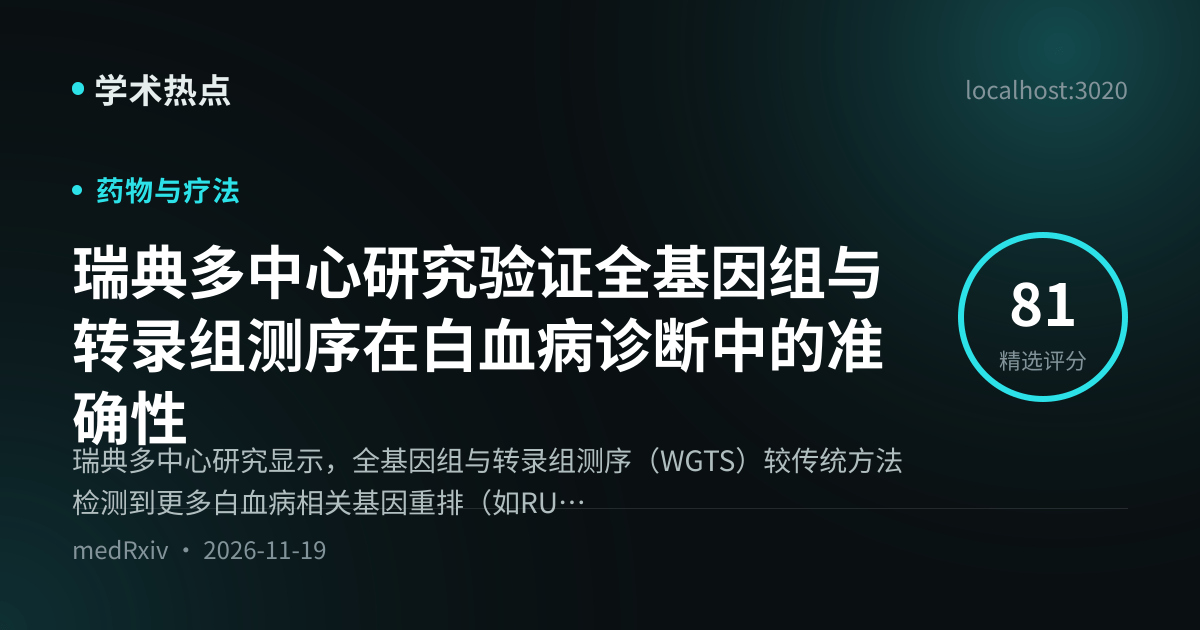 学术热点
localhost:3020
药物与疗法
瑞典多中心研究验证全基因组与
转录组测序在白血病诊断中的准
确性
81
精选评分
瑞典多中心研究显示，全基因组与转录组测序（WGTS）较传统方法
检测到更多白血病相关基因重排（如RU…
medRxiv • 2026-11-19